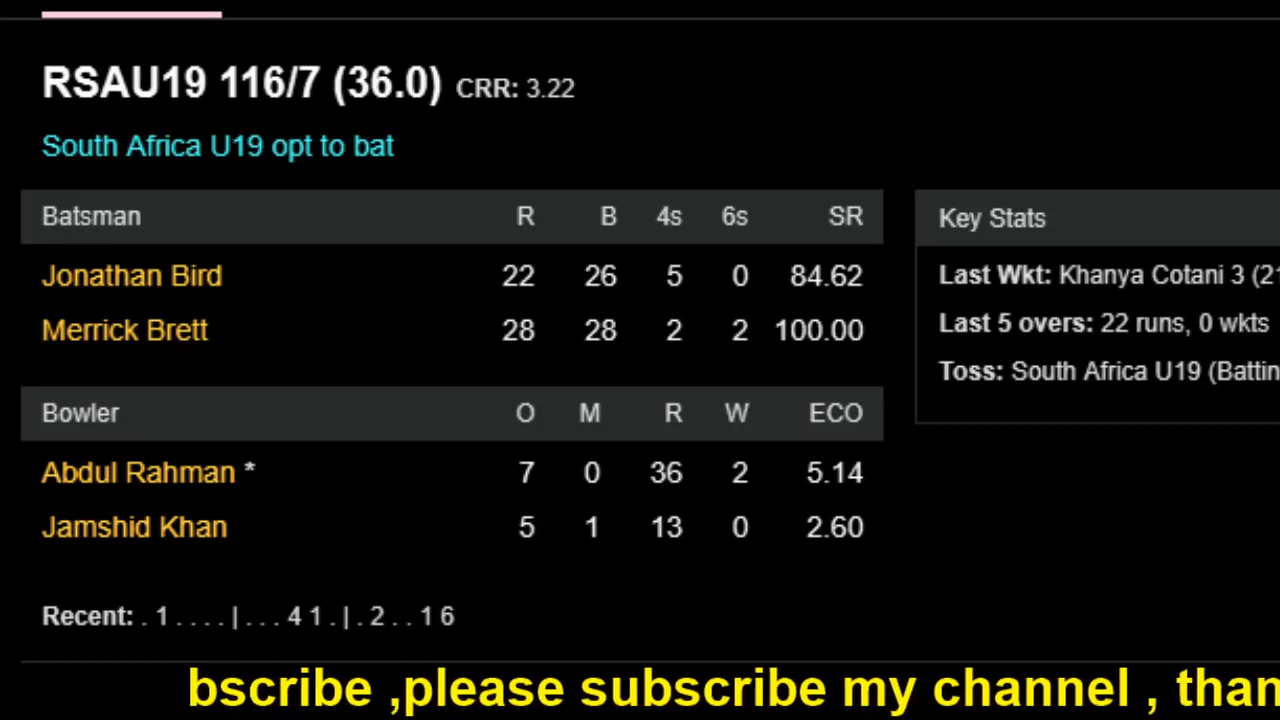 RSAU19 116/7 (36.0) CRR: 3.22
South Africa U19 opt to bat
Batsman R B 4s 6s SR
Jonathan Bird 22 26 5 0 84.62
Merrick Brett 28 28 2 2 100.00
Bowler O M R W ECO
Abdul Rahman * 7 0 36 2 5.14
Jamshid Khan 5 1 13 0 2.60
Recent: . 1 . . . . | . . . 4 1 . | . 2 . . 1 6
Key Stats
Last Wkt: Khanya Cotani 3 (2
Last 5 overs: 22 runs, 0 wkts
Toss: South Africa U19 (Battin
bscribe ,please subscribe my channel , than